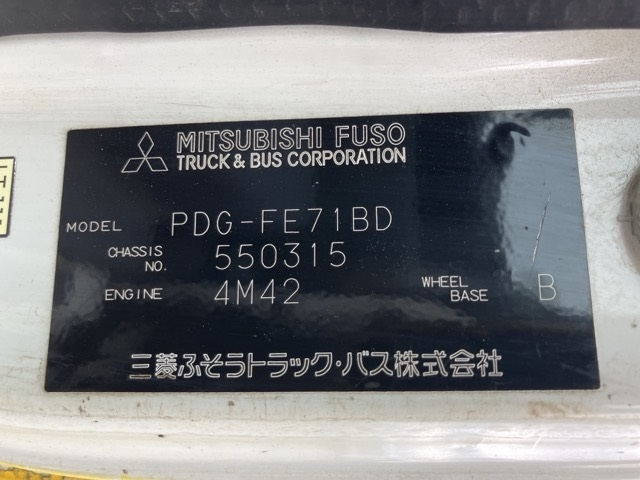 MITSUBISHI FUSO
TRUCK & BUS CORPORATION
MODEL PDG-FE71BD
CHASSIS NO. 550315
ENGINE 4M42 WHEEL BASE B
三菱ふそうトラック・バス株式会社